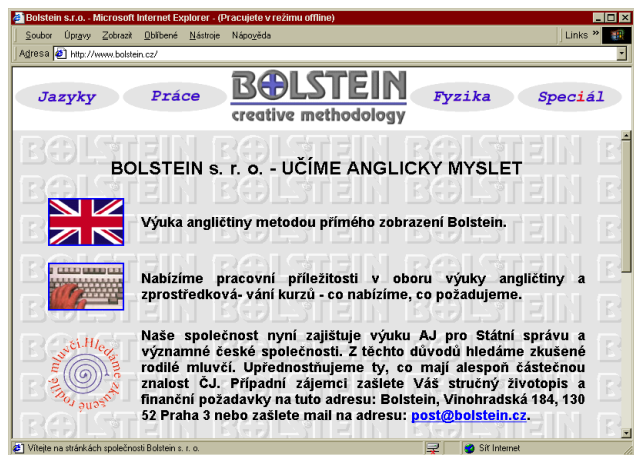 Bolstein s.r.o. - Microsoft Internet Explorer - (Pracujete v režimu offline)
Soubor Úpravy Zobrazit Oblíbené Nástroje Nápověda Links »
Adresa http://www.bolstein.cz/
Jazyky Práce BOLSTEIN Fyzika Speciál
creative methodology
BOLSTEIN s. r. o. - UČÍME ANGLICKY MYSLET
Výuka angličtiny metodou přímého zobrazení Bolstein.
Nabízíme pracovní příležitosti v oboru výuky angličtiny a
zprostředková- vání kurzů - co nabízíme, co požadujeme.
Hledáme zkušené rodilé mluvčí.
Naše společnost nyní zajištuje výuku AJ pro Státní správu a
významné české společnosti. Z těchto důvodů hledáme zkušené
rodilé mluvčí. Upřednostňujeme ty, co mají alespoň částečnou
znalost ČJ. Případní zájemci zašlete Váš stručný životopis a
finanční požadavky na tuto adresu: Bolstein, Vinohradská 184, 130
52 Praha 3 nebo zašlete mail na adresu: post@bolstein.cz.
Vítejte na stránkách společnosti Bolstein s. r. o. Síť Internet